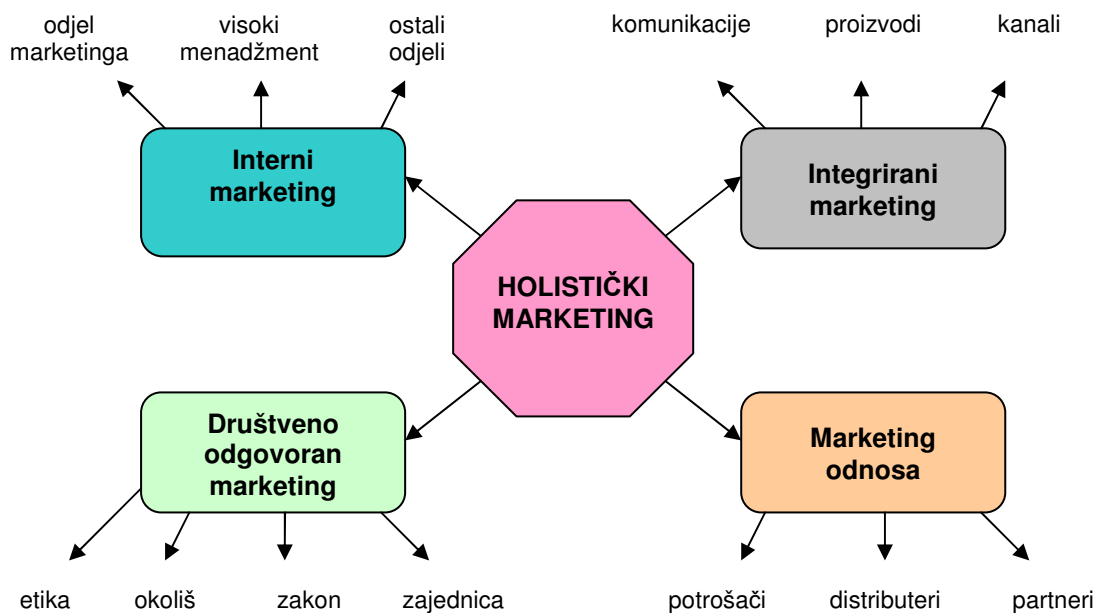 odjel
marketinga
visoki
menadžment
ostali
odjeli
komunikacije
proizvodi
kanali
Interni
marketing
Integrirani
marketing
HOLISTIČKI
MARKETING
Društveno
odgovoran
marketing
Marketing
odnosa
etika
okoliš
zakon
zajednica
potrošači
distributeri
partneri